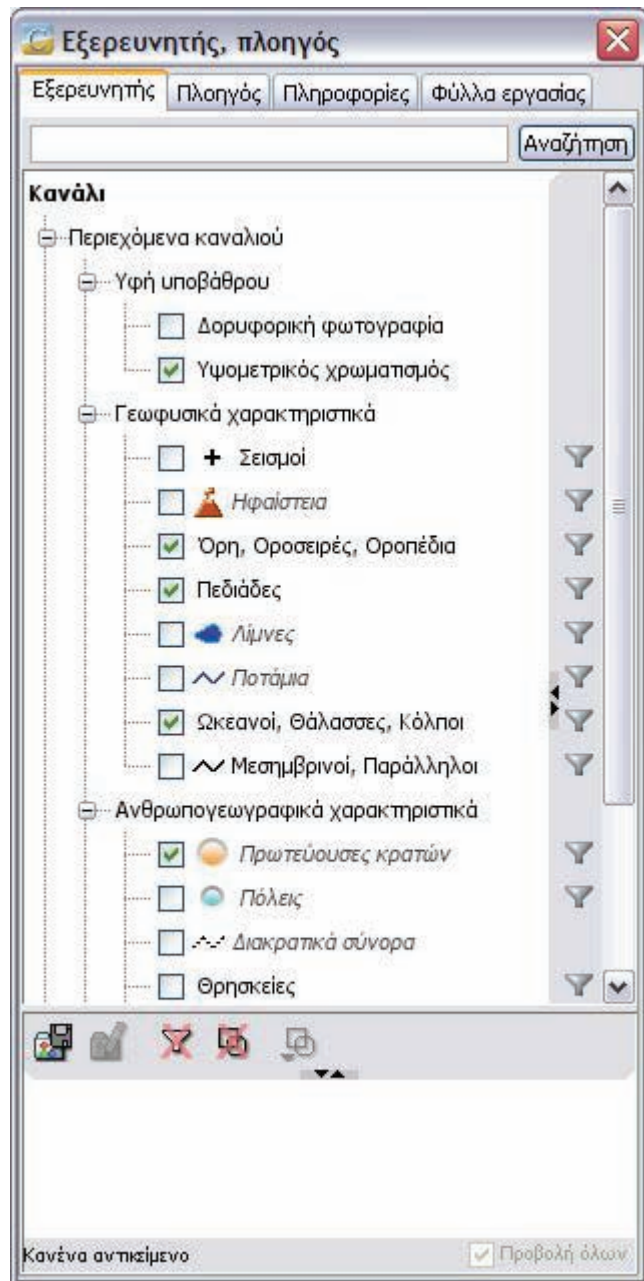 Εξερευνητής, πλοηγός
Εξερευνητής Πλοηγός Πληροφορίες Φύλλα εργασίας
Αναζήτηση
Κανάλι
Περιεχόμενα καναλιού
Υφή υποβάθρου
Δορυφορική φωτογραφία
Υψομετρικός χρωματισμός
Γεωφυσικά χαρακτηριστικά
Σεισμοί
Ηφαίστεια
Όρη, Οροσειρές, Οροπέδια
Πεδιάδες
Λίμνες
Ποτάμια
Ωκεανοί, Θάλασσες, Κόλποι
Μεσημβρινοί, Παράλληλοι
Ανθρωπογεωγραφικά χαρακτηριστικά
Πρωτεύουσες κρατών
Πόλεις
Διακρατικά σύνορα
Θρησκείες
Κανένα αντικείμενο Προβολή όλων